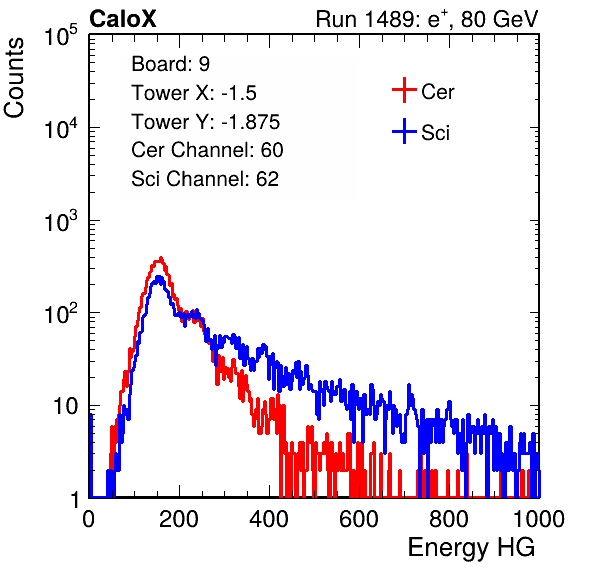 CaloX
Run 1489: e⁺, 80 GeV
Counts
10⁵
10⁴
10³
10²
10
1
Board: 9
Tower X: -1.5
Tower Y: -1.875
Cer Channel: 60
Sci Channel: 62
Cer
Sci
0 200 400 600 800 1000
Energy HG